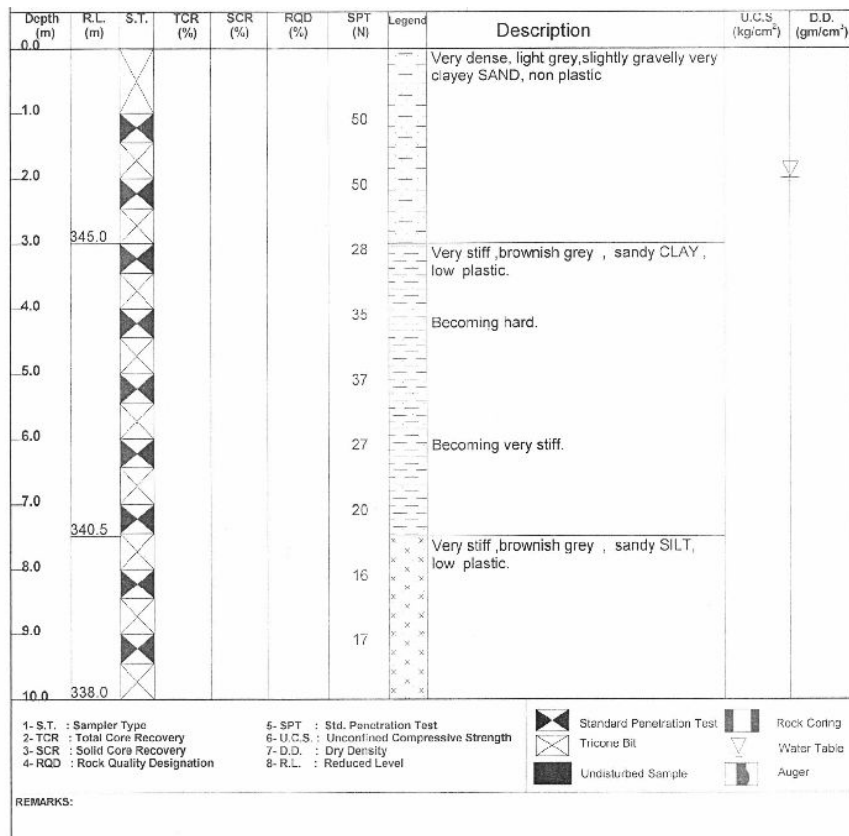 Depth (m) R.L. (m) S.T. TCR (%) SCR (%) RQD (%) SPT (N) Legend Description U.C.S (kg/cm²) D.D. (gm/cm³)
0.0
Very dense, light grey,slightly gravelly very
clayey SAND, non plastic
1.0
50
2.0
50
3.0 345.0
28 Very stiff ,brownish grey , sandy CLAY ,
low plastic.
4.0
35 Becoming hard.
5.0
37
6.0
27 Becoming very stiff.
7.0
20
340.5
Very stiff ,brownish grey , sandy SILT,
low plastic.
8.0
16
9.0
17
10.0 338.0
1- S.T. : Sampler Type
2- TCR : Total Core Recovery
3- SCR : Solid Core Recovery
4- RQD : Rock Quality Designation
5- SPT : Std. Penetration Test
6- U.C.S. : Unconfined Compressive Strength
7- D.D. : Dry Density
8- R.L. : Reduced Level
Standard Penetration Test
Tricone Bit
Undisturbed Sample
Rock Coring
Water Table
Auger
REMARKS: